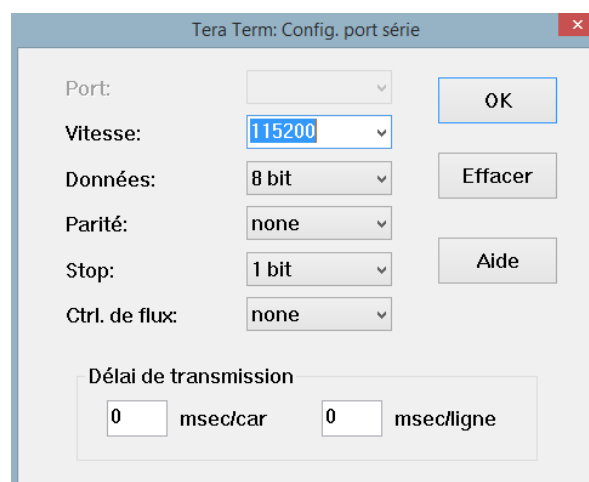 Tera Term: Config. port série
Port:
OK
Vitesse: 115200
Données: 8 bit
Effacer
Parité: none
Stop: 1 bit
Aide
Ctrl. de flux: none
Délai de transmission
0 msec/car 0 msec/ligne